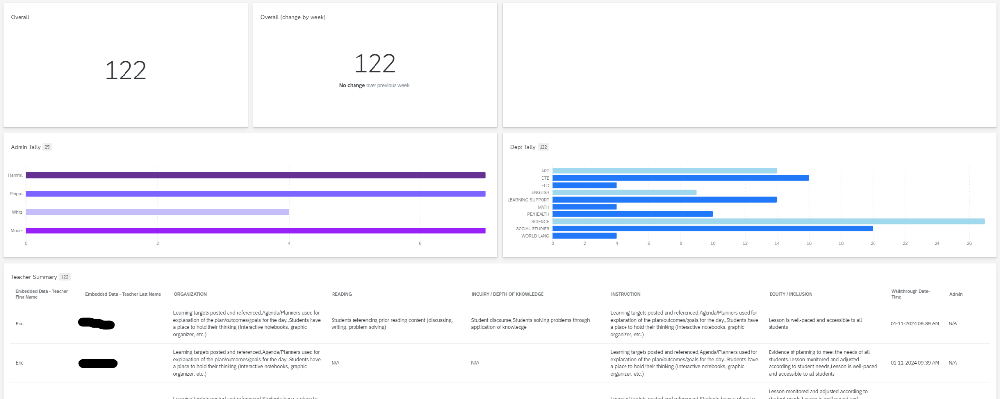 Overall
122
Overall (change by week)
122
No change over previous week
Admin Tally 25
Hammil
Phipps
White
Moore
0 2 4 6
Dept Tally 122
ART
CTE
ELD
ENGLISH
LEARNING SUPPORT
MATH
PE/HEALTH
SCIENCE
SOCIAL STUDIES
WORLD LANG
0 2 4 6 8 10 12 14 16 18 20 22 24 26
Teacher Summary 122
Embedded Data - Teacher
First Name
Embedded Data - Teacher Last Name
ORGANIZATION
READING
INQUIRY / DEPTH OF KNOWLEDGE
INSTRUCTION
EQUITY / INCLUSION
Walkthrough Date-
Time
Admin
Eric
Learning targets posted and referenced,Agenda/Planners used for
explanation of the plan/outcomes/goals for the day.,Students have
a place to hold their thinking (Interactive notebooks, graphic
organizer, etc.)
Students referencing prior reading content (discussing,
writing, problem solving)
Student discourse,Students solving problems through
application of knowledge
Learning targets posted and referenced,Agenda/Planners used for
explanation of the plan/outcomes/goals for the day.,Students have
a place to hold their thinking (Interactive notebooks, graphic
organizer, etc.)
Lesson is well-paced and accessible to all
students
01-11-2024 09:39 AM
N/A
Eric
Learning targets posted and referenced,Agenda/Planners used for
explanation of the plan/outcomes/goals for the day.,Students have
a place to hold their thinking (Interactive notebooks, graphic
organizer, etc.)
N/A
N/A
Learning targets posted and referenced,Agenda/Planners used for
explanation of the plan/outcomes/goals for the day.,Students have
a place to hold their thinking (Interactive notebooks, graphic
organizer, etc.)
Evidence of planning to meet the needs of all
students,Lesson monitored and adjusted
according to student needs,Lesson is well-paced
and accessible to all students
01-11-2024 09:39 AM
N/A
Learning targets posted and referenced,Students have a place to
Learning targets posted and referenced,Students have a place to
Lesson monitored and adjusted according to
student needs,Lesson is well-paced and